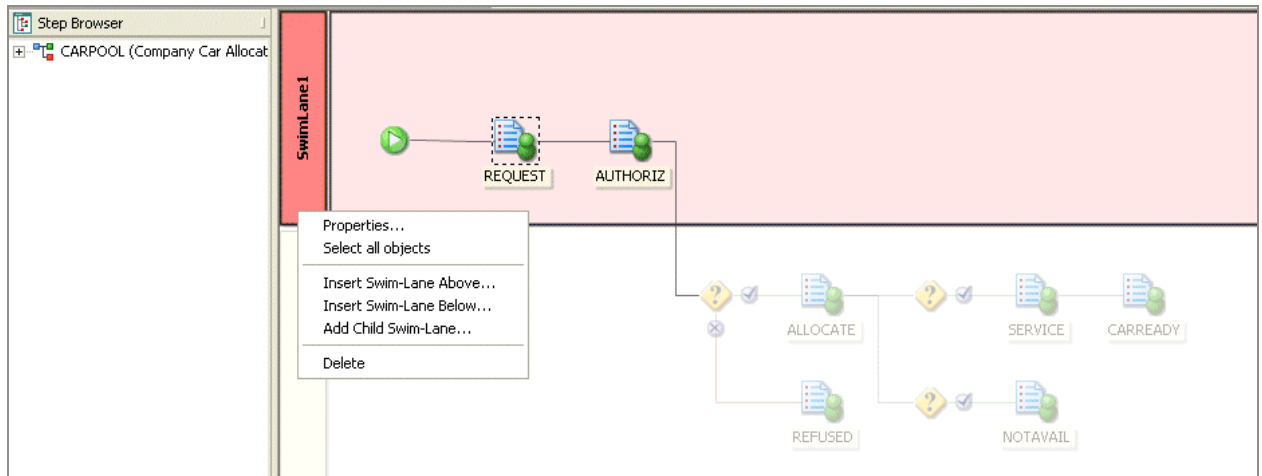 Step Browser
CARPOOL (Company Car Allocat
SwimLane1
REQUEST
AUTHORIZ
Properties...
Select all objects
Insert Swim-Lane Above...
Insert Swim-Lane Below...
Add Child Swim-Lane...
Delete
?
?
ALLOCATE
SERVICE
CARREADY
?
REFUSED
NOTAVAIL